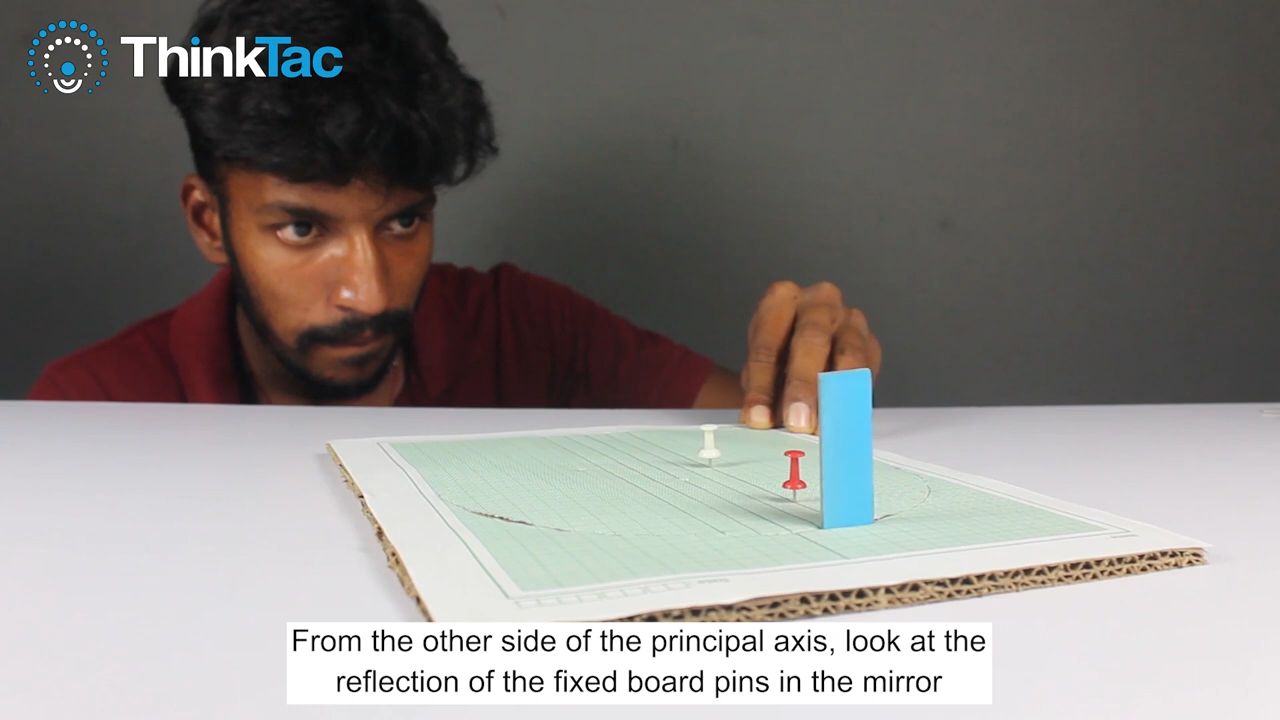 ThinkTac
From the other side of the principal axis, look at the
reflection of the fixed board pins in the mirror